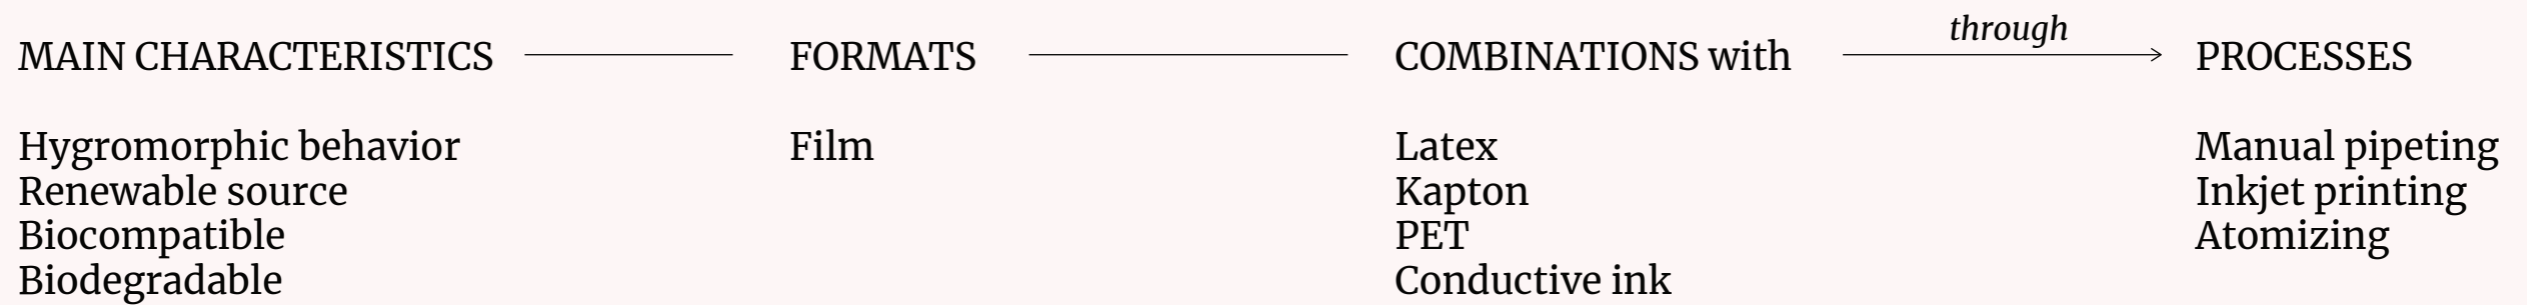 MAIN CHARACTERISTICS
FORMATS
COMBINATIONS with
through
PROCESSES
Hygromorphic behavior
Renewable source
Biocompatible
Biodegradable
Film
Latex
Kapton
PET
Conductive ink
Manual pipeting
Inkjet printing
Atomizing